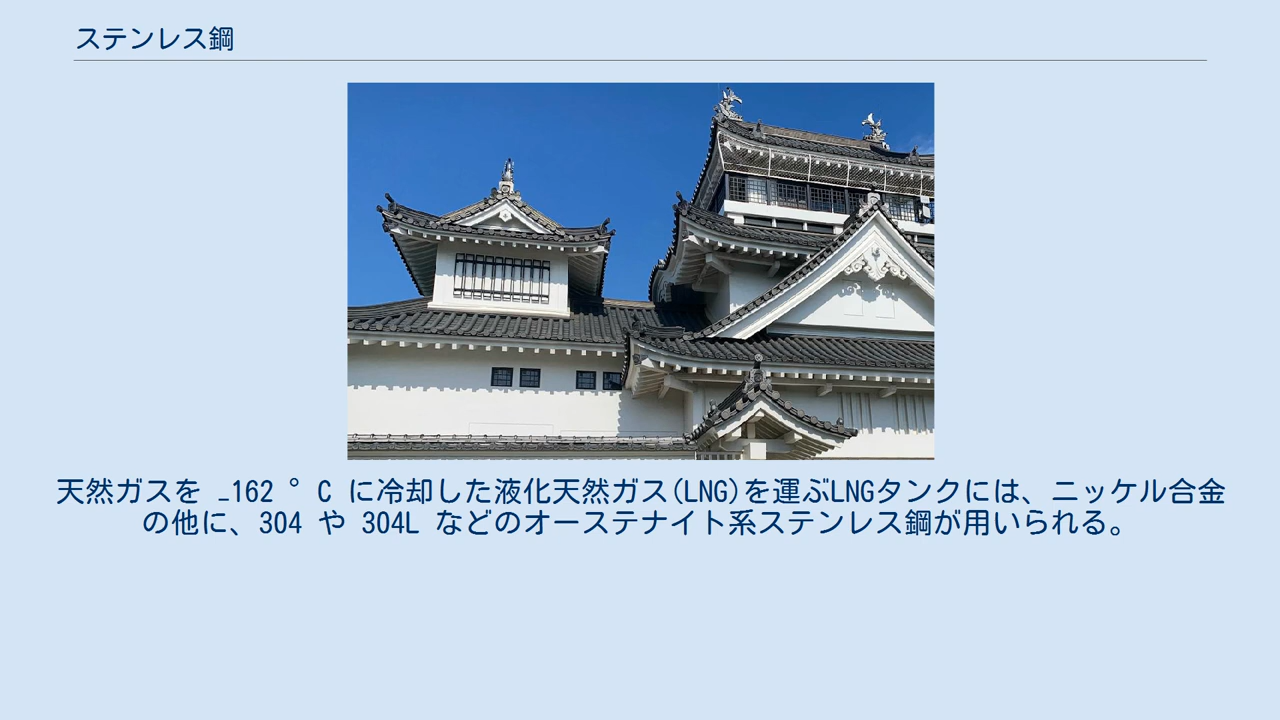 ステンレス鋼
天然ガスを −162 ° C に冷却した液化天然ガス(LNG)を運ぶLNGタンクには、ニッケル合金
の他に、304 や 304L などのオーステナイト系ステンレス鋼が用いられる。